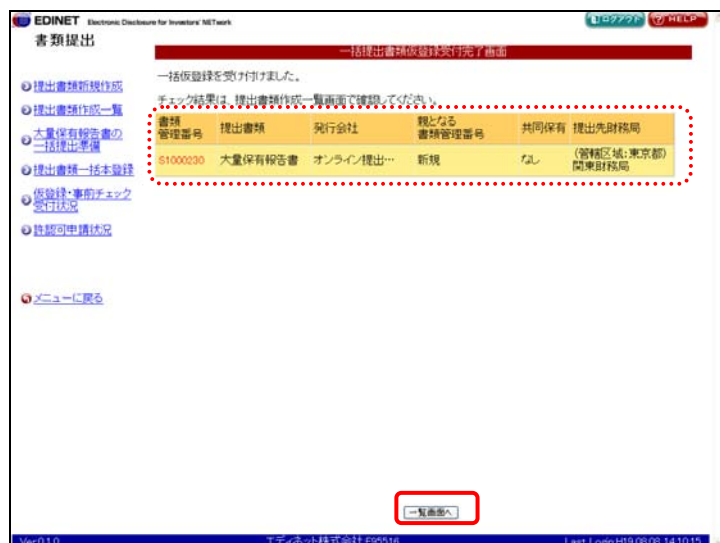 EDINET Electronic Disclosure for Investors' NETwork
ログアウト
HELP
書類提出
一括提出書類仮登録受付完了画面
提出書類新規作成
提出書類作成一覧
大量保有報告書の
一括提出準備
提出書類一括本登録
仮登録・事前チェック
受付状況
許認可申請状況
メニューに戻る
一括仮登録を受け付けました。
チェック結果は、提出書類作成一覧画面で確認してください。
書類
管理番号
提出書類
発行会社
親となる
書類管理番号
共同保有
提出先財務局
S1000230
大量保有報告書
オンライン提出…
新規
なし
(管轄区域:東京都)
関東財務局
一覧画面へ
Ver.0.1.0
エディネット株式会社 E95516
Last Login:H19.08.08 14:10:15